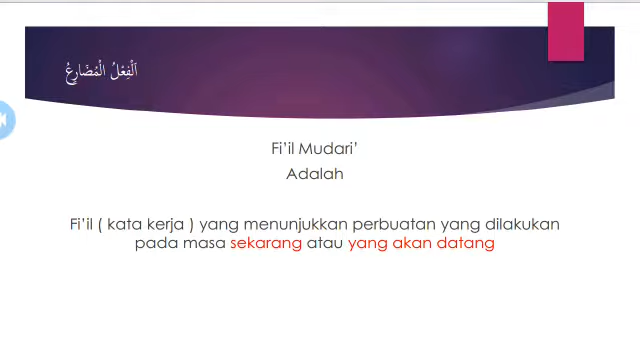 اَلْفِعْلُ الْمُضَارِعُ
Fi’il Mudari’
Adalah
Fi’il ( kata kerja ) yang menunjukkan perbuatan yang dilakukan
pada masa sekarang atau yang akan datang